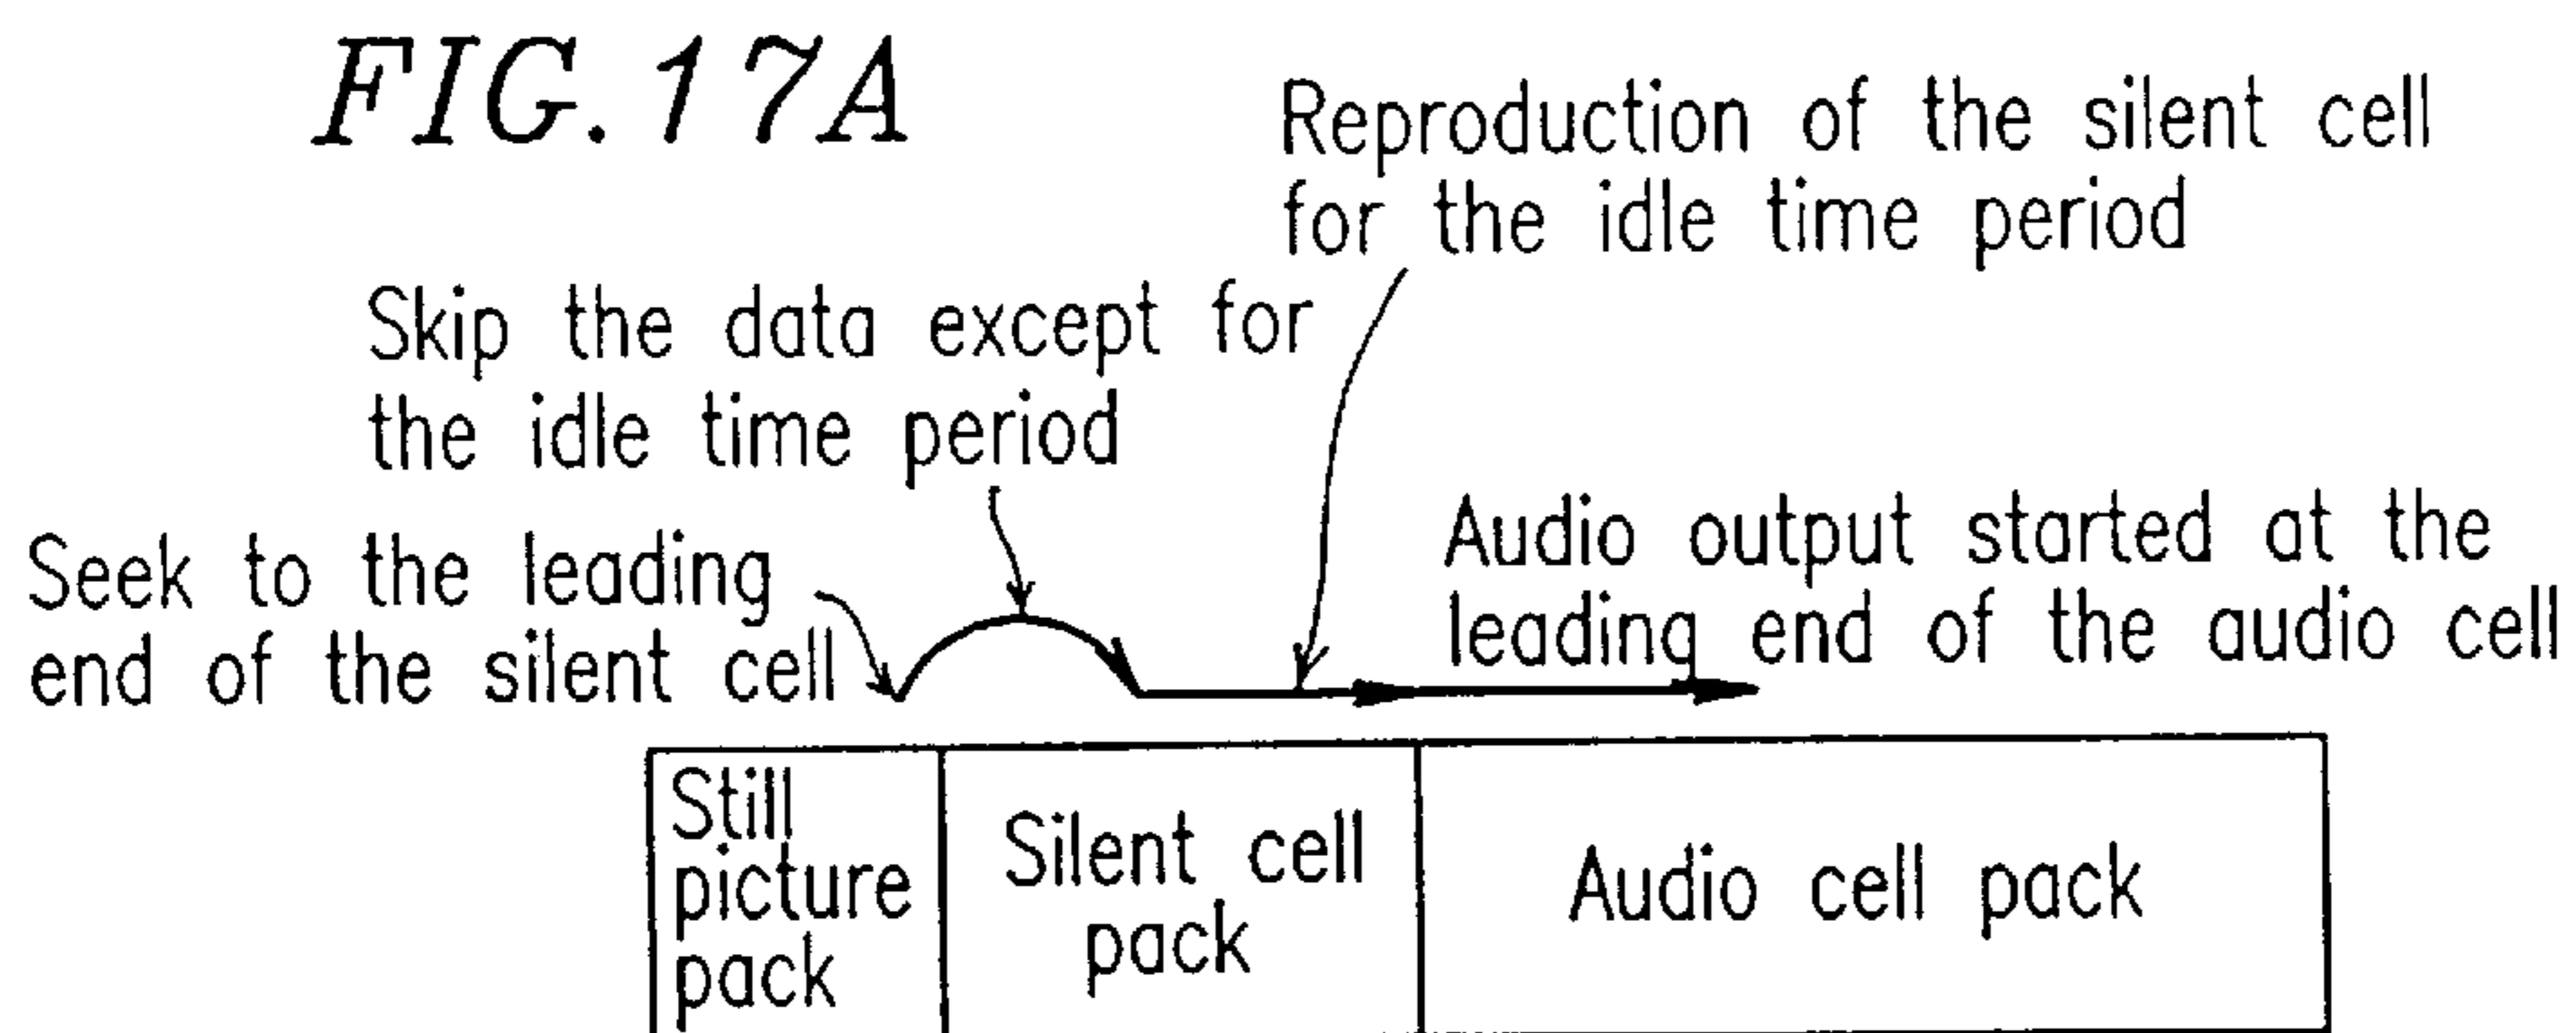 FIG. 17A
Reproduction of the silent cell
for the idle time period
Skip the data except for
the idle time period
Seek to the leading
end of the silent cell
Audio output started at the
leading end of the audio cell
Still
picture
pack
Silent cell
pack
Audio cell pack